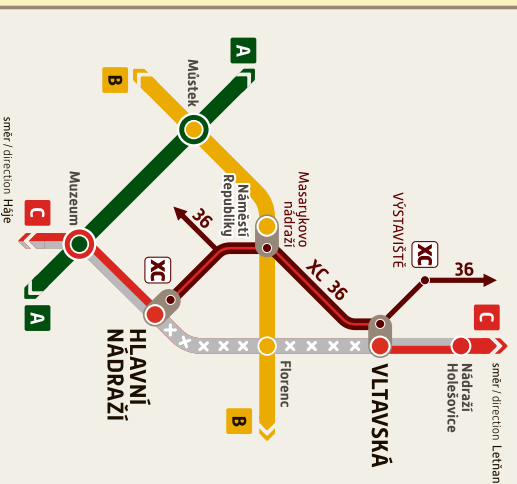 směr / direction Letňan
C
36
Nádraží
Holešovice
XC
VÝSTAVIŠTĚ
VLTAVSKÁ
XC 36
Masarykovo
nádraží
Florenc
A
Náměstí
Republiky
B
36
Můstek
XC
HLAVNÍ
NÁDRAŽÍ
B
Muzeum
C
A
směr / direction Háje